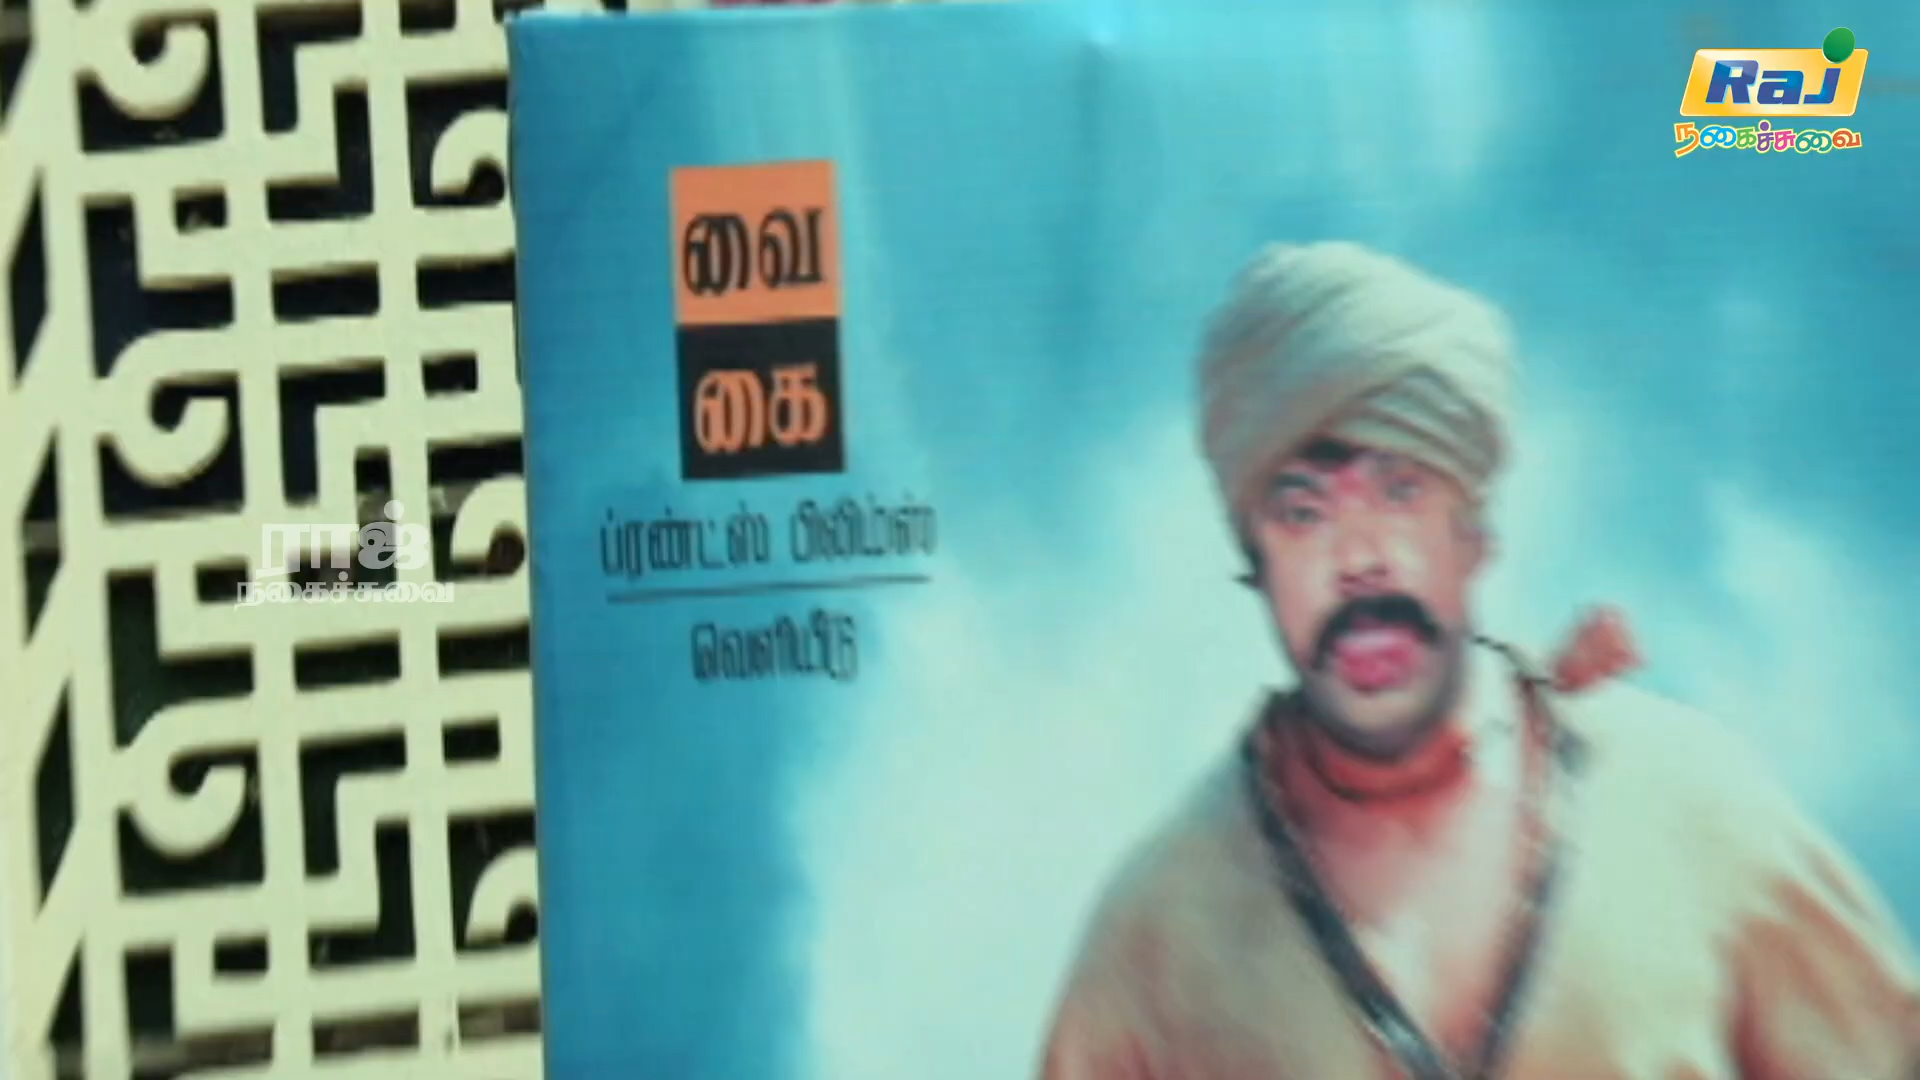 Raj
நகைச்சுவை
வை
கை
ப்ரண்ட்ஸ் பிலிம்ஸ்
வெளியீடு
ராஜ்
நகைச்சுவை